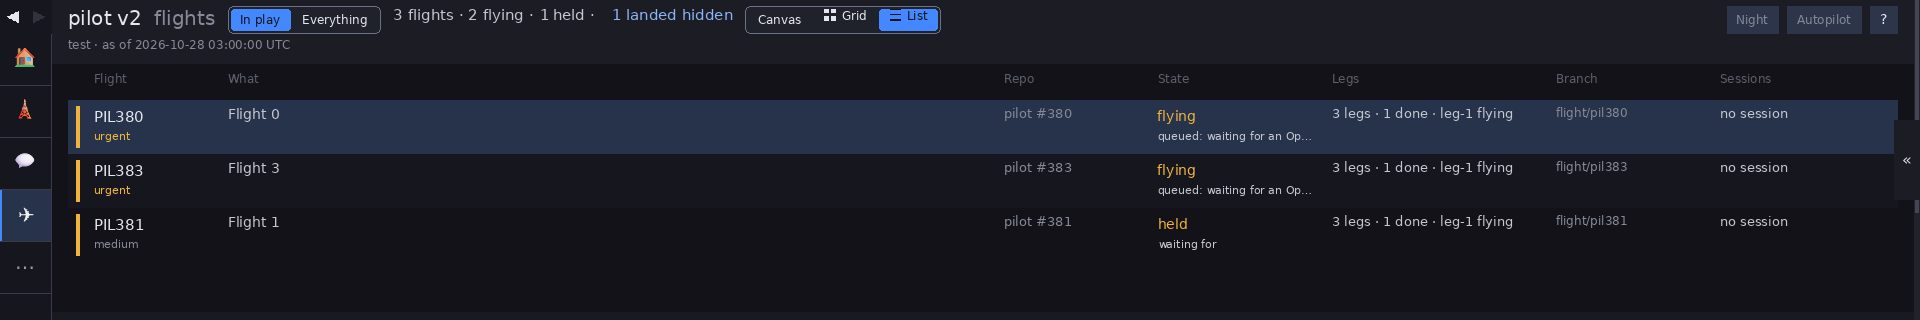 pilot v2 flights In play Everything 3 flights · 2 flying · 1 held · 1 landed hidden Canvas Grid List Night Autopilot ?
test · as of 2026-10-28 03:00:00 UTC
Flight What Repo State Legs Branch Sessions
PIL380 Flight 0 pilot #380 flying 3 legs · 1 done · leg-1 flying flight/pil380 no session
urgent queued: waiting for an Op...
«
PIL383 Flight 3 pilot #383 flying 3 legs · 1 done · leg-1 flying flight/pil383 no session
urgent queued: waiting for an Op...
PIL381 Flight 1 pilot #381 held 3 legs · 1 done · leg-1 flying flight/pil381 no session
medium waiting for